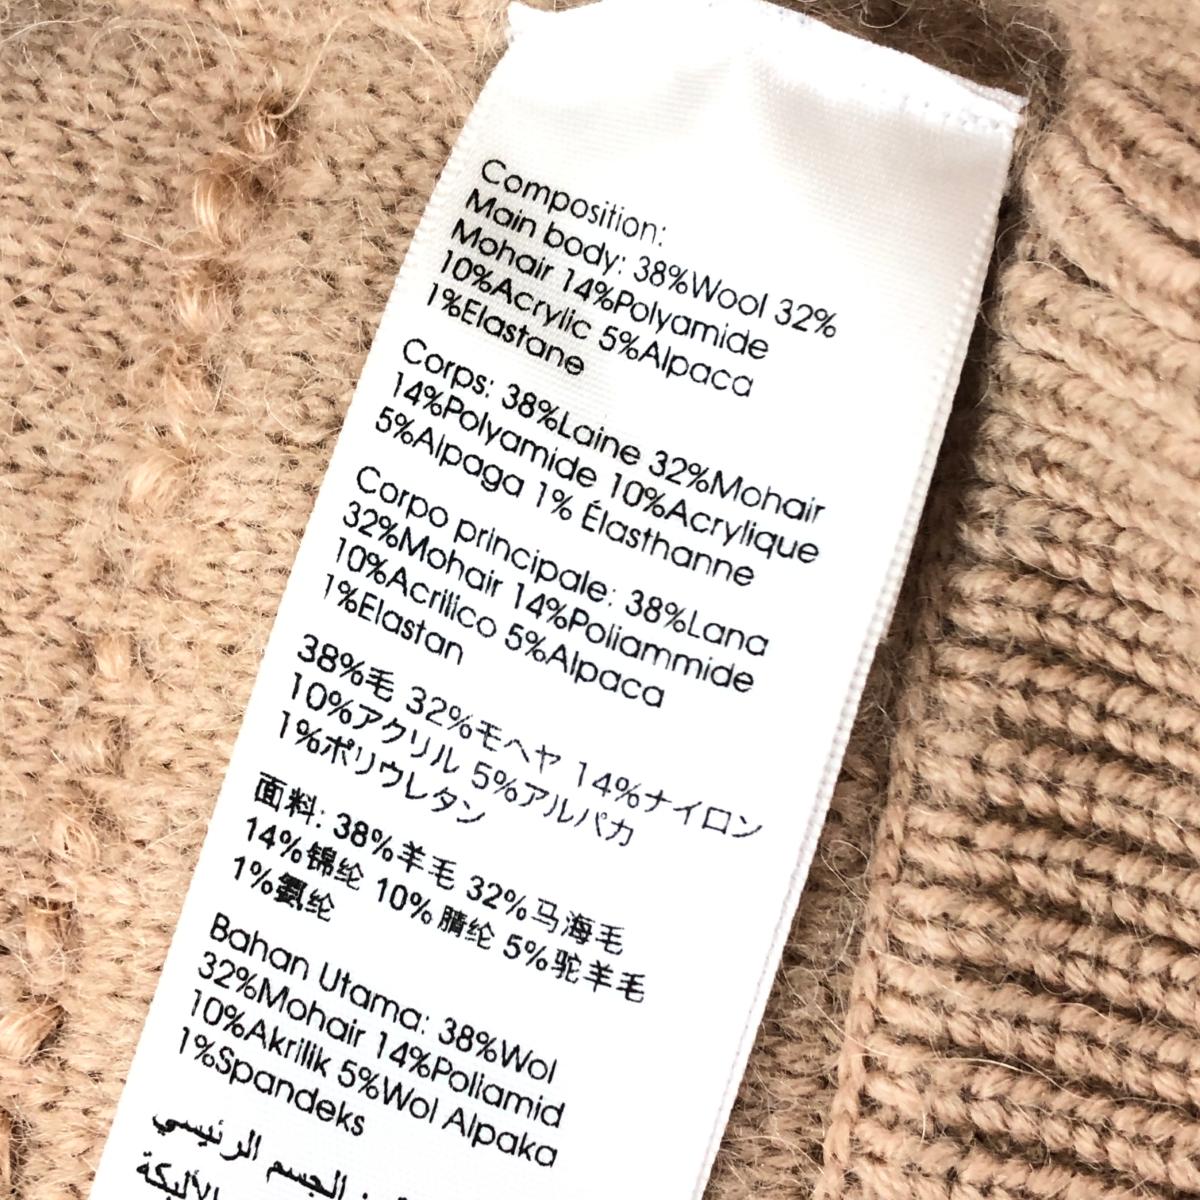 Composition:
Main body: 38%Wool 32%
Mohair 14%Polyamide
10%Acrylic 5%Alpaca
1%Elastane
Corps: 38%Laine 32%Mohair
14%Polyamide 10%Acrylique
5%Alpaga 1% Élasthanne
Corpo principale: 38%Lana
32%Mohair 14%Poliammide
10%Acrilico 5%Alpaca
1%Elastan
38%毛 32%モヘヤ 14%ナイロン
10%アクリル 5%アルパカ
1%ポリウレタン
面料: 38%羊毛 32%马海毛
14%锦纶 10%腈纶 5%驼羊毛
1%氨纶
Bahan Utama: 38%Wol
32%Mohair 14%Poliamid
10%Akrilik 5%Wol Alpaka
1%Spandeks
الجسم الرئيسي